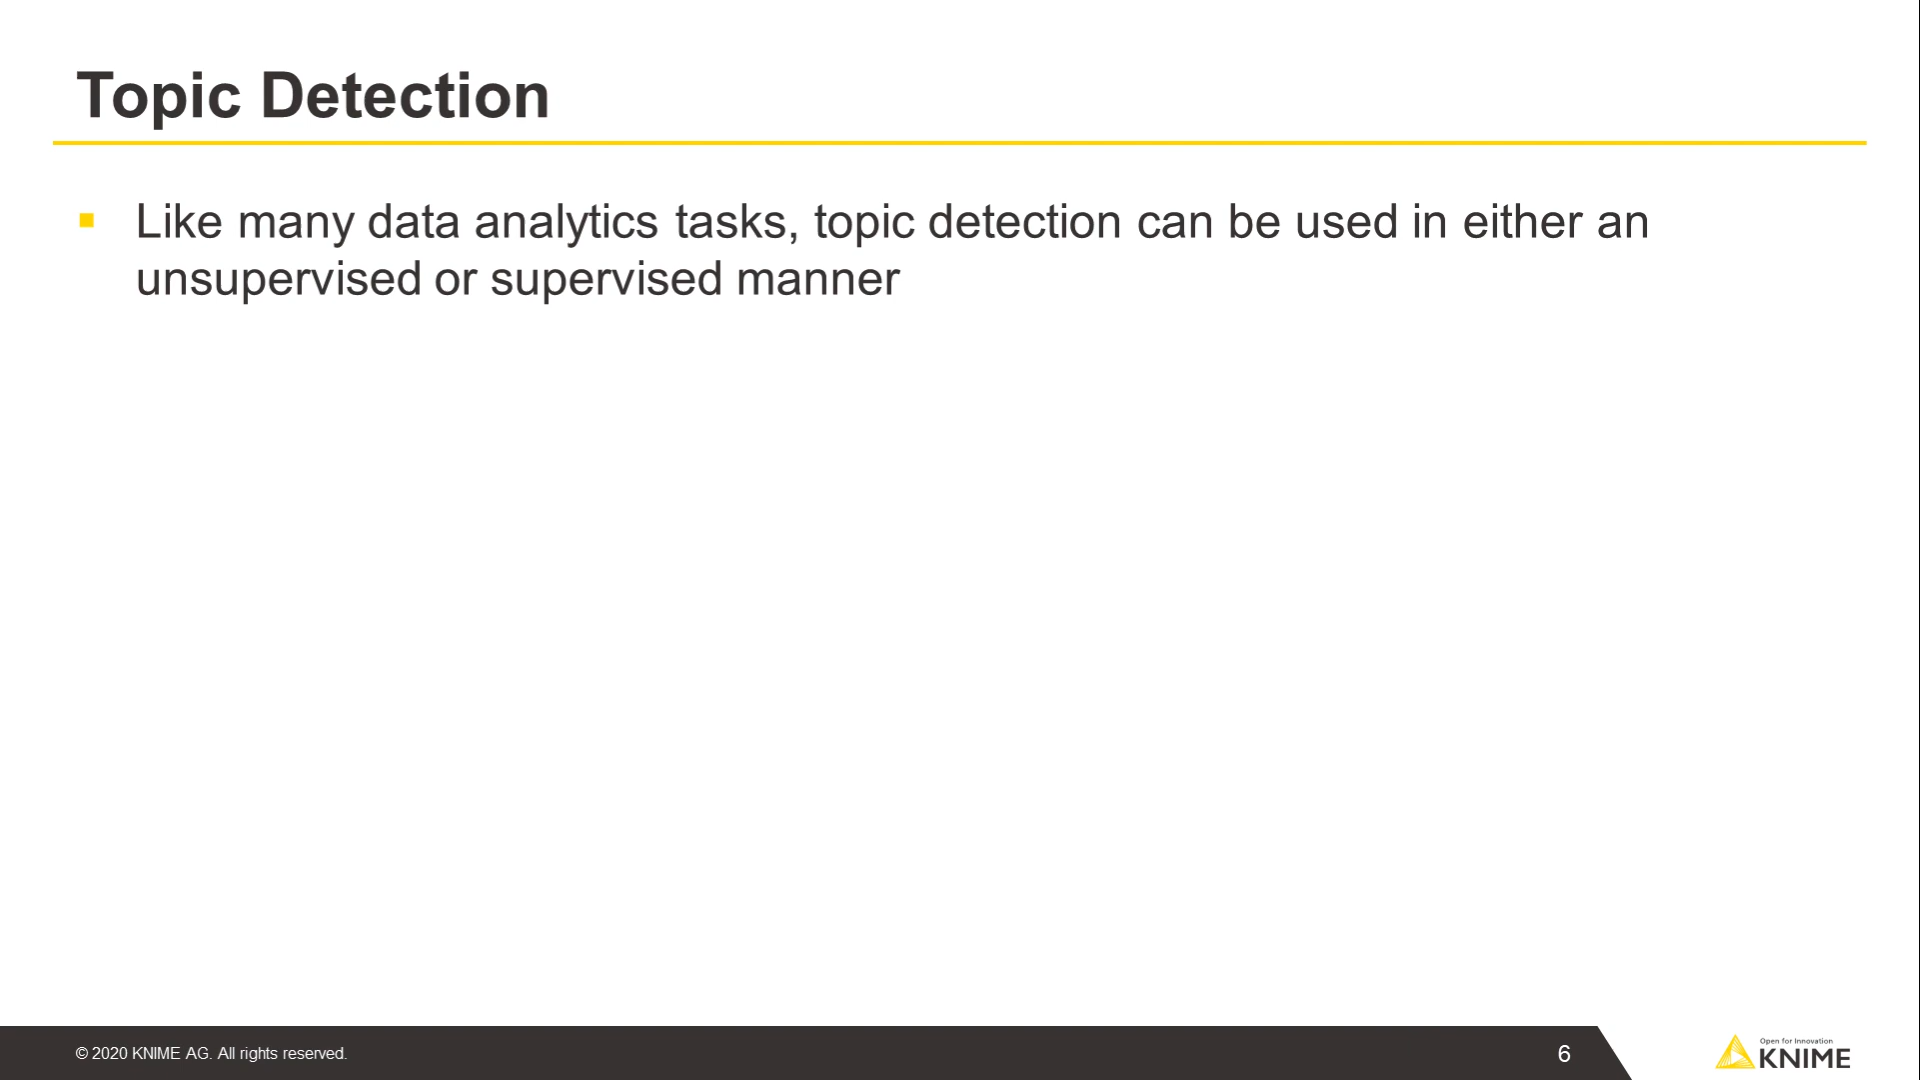 Topic Detection
Like many data analytics tasks, topic detection can be used in either an
unsupervised or supervised manner
© 2020 KNIME AG. All rights reserved.
6
Open for Innovation
KNIME